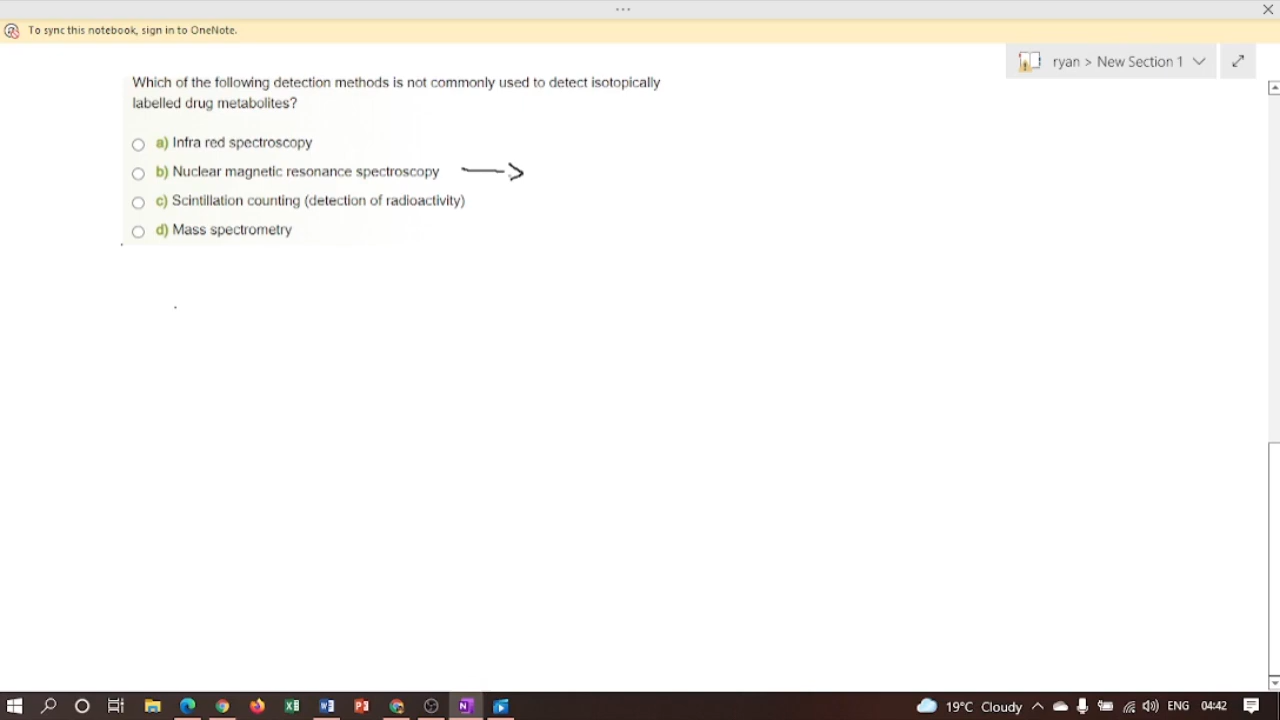 ...
To sync this notebook, sign in to OneNote.
ryan > New Section 1
Which of the following detection methods is not commonly used to detect isotopically
labelled drug metabolites?
a) Infra red spectroscopy
b) Nuclear magnetic resonance spectroscopy
c) Scintillation counting (detection of radioactivity)
d) Mass spectrometry
19°C Cloudy ENG 04:42